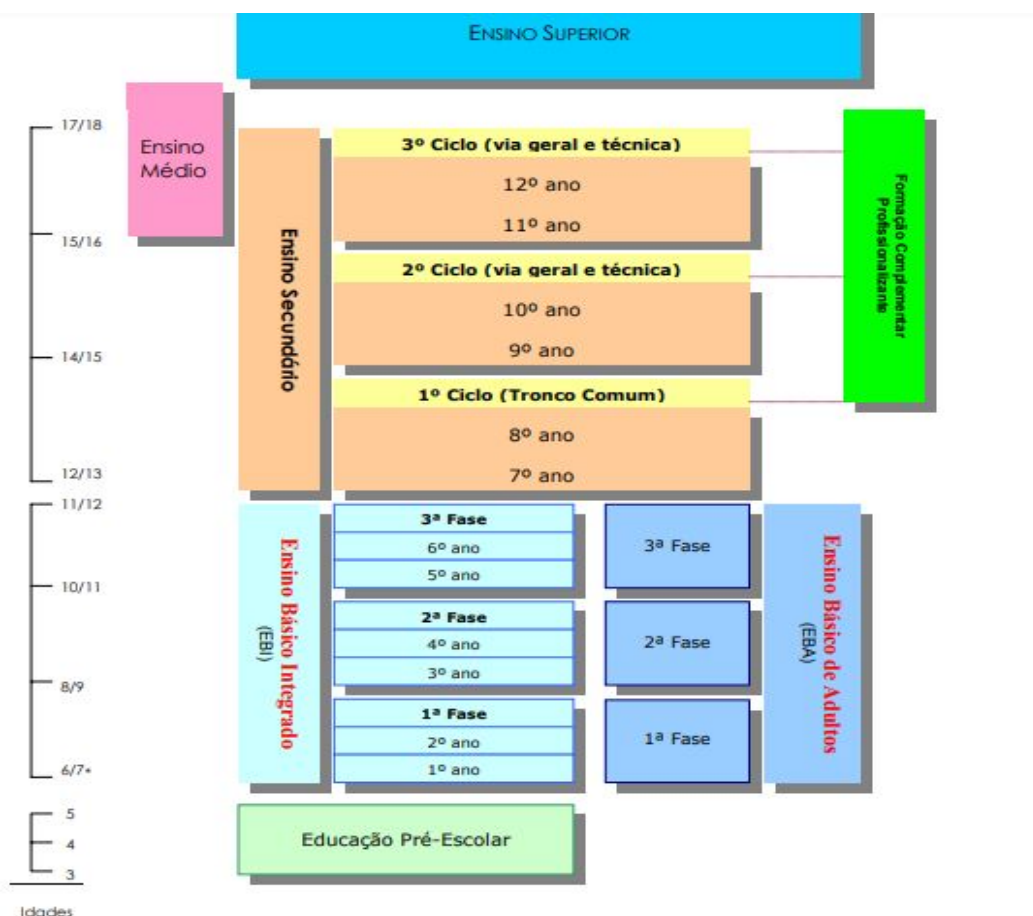 ENSINO SUPERIOR
17/18
Ensino
Médio
3º Ciclo (via geral e técnica)
12º ano
11º ano
15/16
Ensino Secundário
2º Ciclo (via geral e técnica)
10º ano
9º ano
14/15
1º Ciclo (Tronco Comum)
8º ano
7º ano
12/13
Formação Complementar
Profissionalizante
11/12
Ensino Básico Integrado
(EBI)
3ª Fase
6º ano
5º ano
3ª Fase
10/11
2ª Fase
4º ano
3º ano
2ª Fase
8/9
1ª Fase
2º ano
1º ano
1ª Fase
6/7*
Ensino Básico de Adultos
(EBA)
5
4
3
Educação Pré-Escolar
Idades